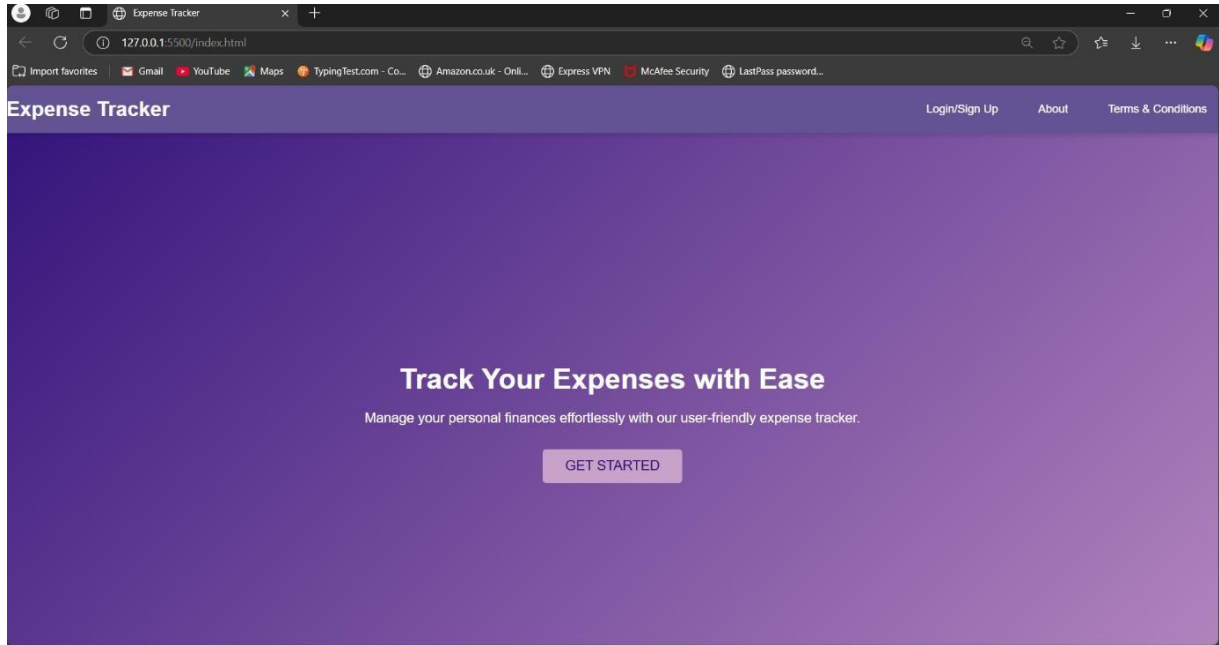 Expense Tracker
127.0.0.1:5500/index.html
Import favorites Gmail YouTube Maps TypingTest.com - Co... Amazon.co.uk - Onli... Express VPN McAfee Security LastPass password...
Expense Tracker Login/Sign Up About Terms & Conditions
Track Your Expenses with Ease
Manage your personal finances effortlessly with our user-friendly expense tracker.
GET STARTED